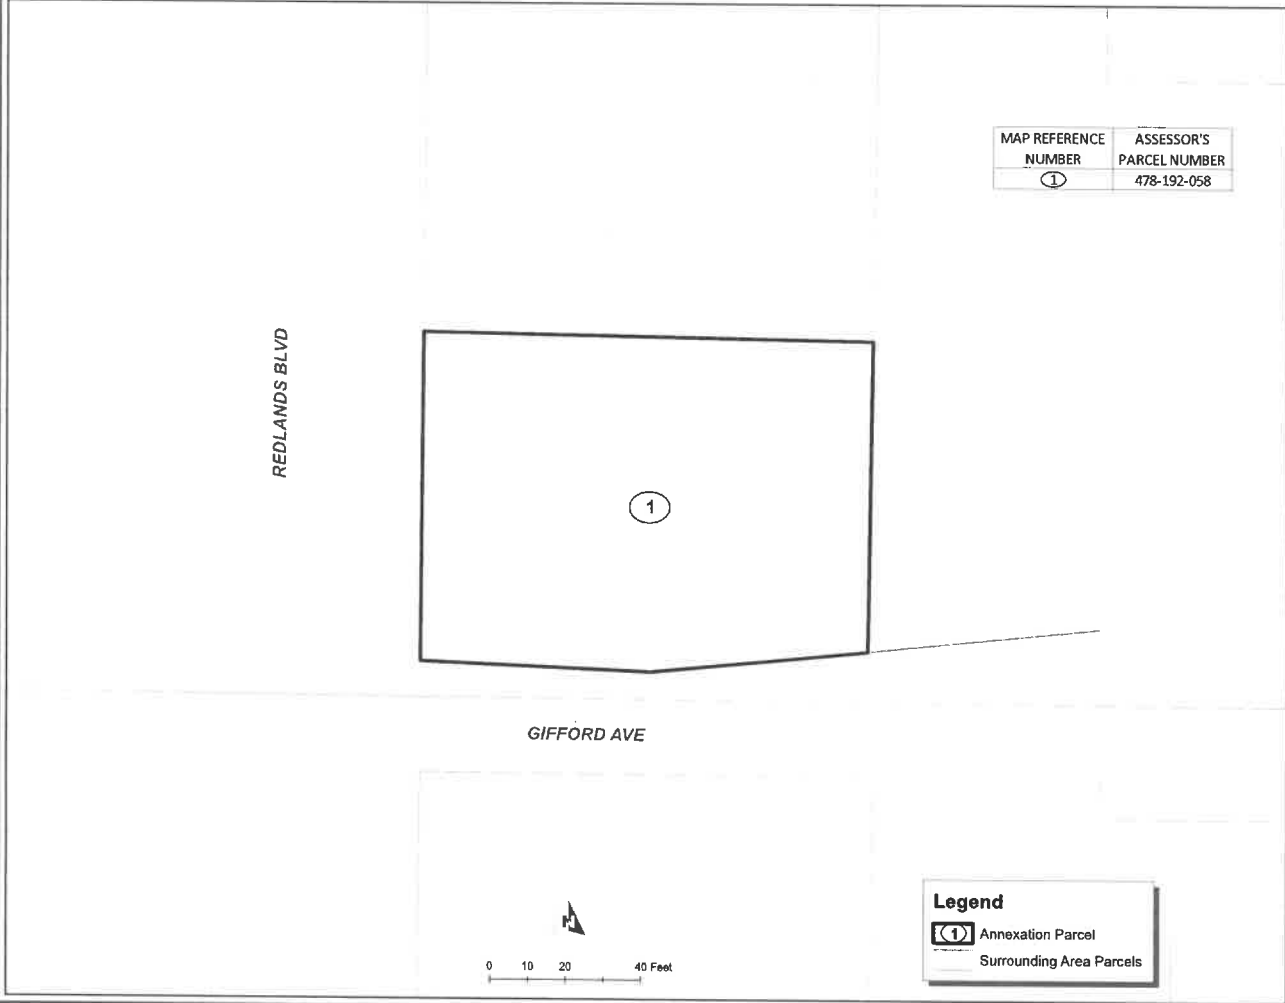 MAP REFERENCE NUMBER
ASSESSOR'S PARCEL NUMBER
1
478-192-058
REDLANDS BLVD
1
GIFFORD AVE
N
0 10 20 40 Feet
Legend
1 Annexation Parcel
Surrounding Area Parcels